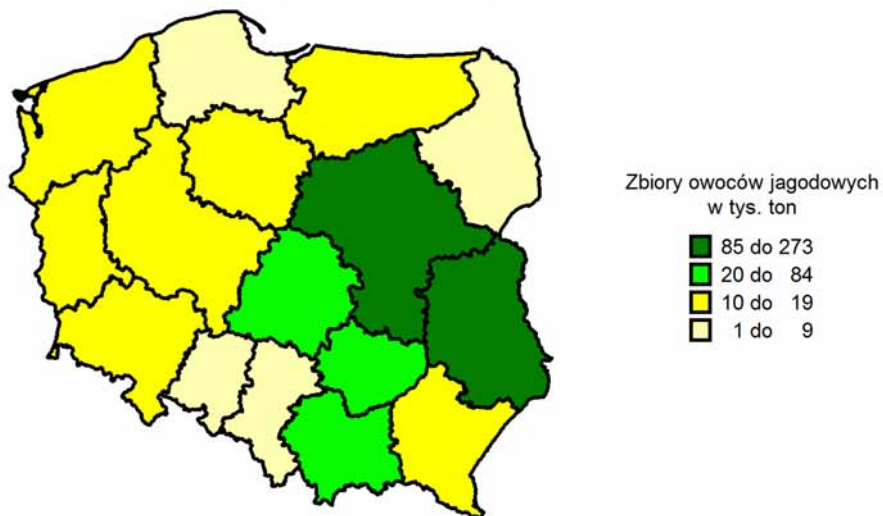 Zbiory owoców jagodowych
w tys. ton
85 do 273
20 do 84
10 do 19
1 do 9